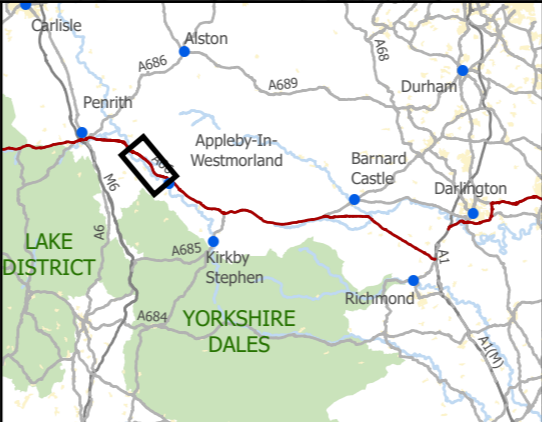 Carlisle
Alston
A686
A68
A689
Durham
Penrith
Appleby-In-
Westmorland
A66
Barnard
Castle
Darlington
M6
A6
LAKE
DISTRICT
A685
Kirkby
Stephen
A1
Richmond
A684
YORKSHIRE
DALES
A1(M)